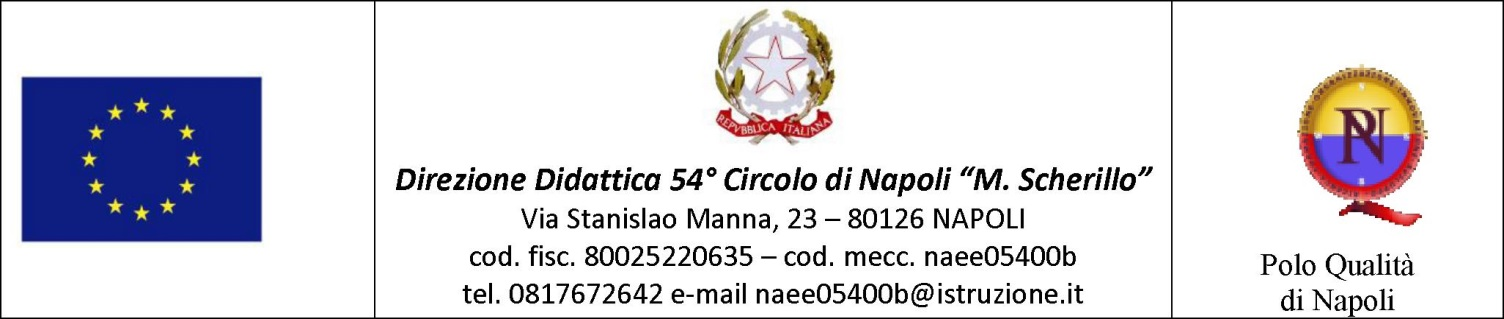 REPVBBLICA ITALIANA
Direzione Didattica 54° Circolo di Napoli “M. Scherillo”
Via Stanislao Manna, 23 – 80126 NAPOLI
cod. fisc. 80025220635 – cod. mecc. naee05400b
tel. 0817672642 e-mail naee05400b@istruzione.it
Polo Qualità
di Napoli